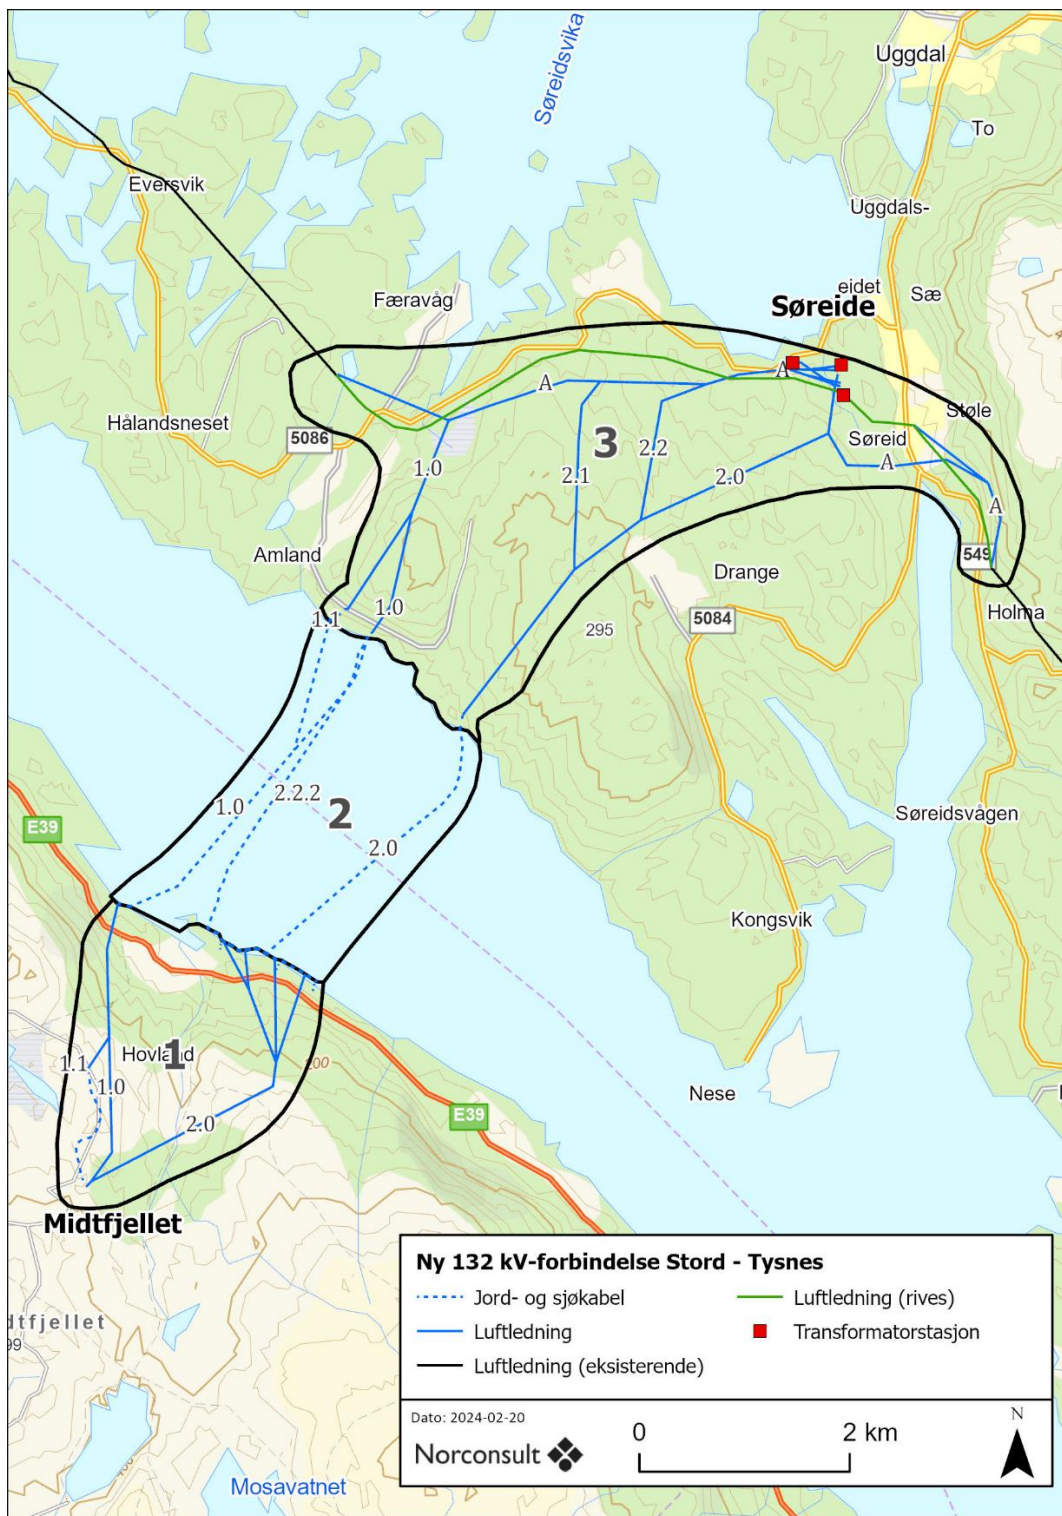 Uggdal
Søreidsvika
To
Eversvik
Uggdals-
eidet
Sæ
Færavåg
Søreide
A
A
Hålandsneset
5086
Støle
3
Søreid
1.0
2.1
2.2
2.0
A
A
Amland
549
Drange
1.1
1.0
5084
295
Holma
1.0
2.2.2
2
E39
2.0
Søreidsvågen
Kongsvik
1.1
Hovland
1
200
1.0
Nese
2.0
E39
Midtfjellet
dtfjellet
99
Ny 132 kV-forbindelse Stord - Tysnes
Jord- og sjøkabel
Luftledning (rives)
Luftledning
Transformatorstasjon
Luftledning (eksisterende)
Dato: 2024-02-20
Norconsult
0
2 km
N
Mosavatnet